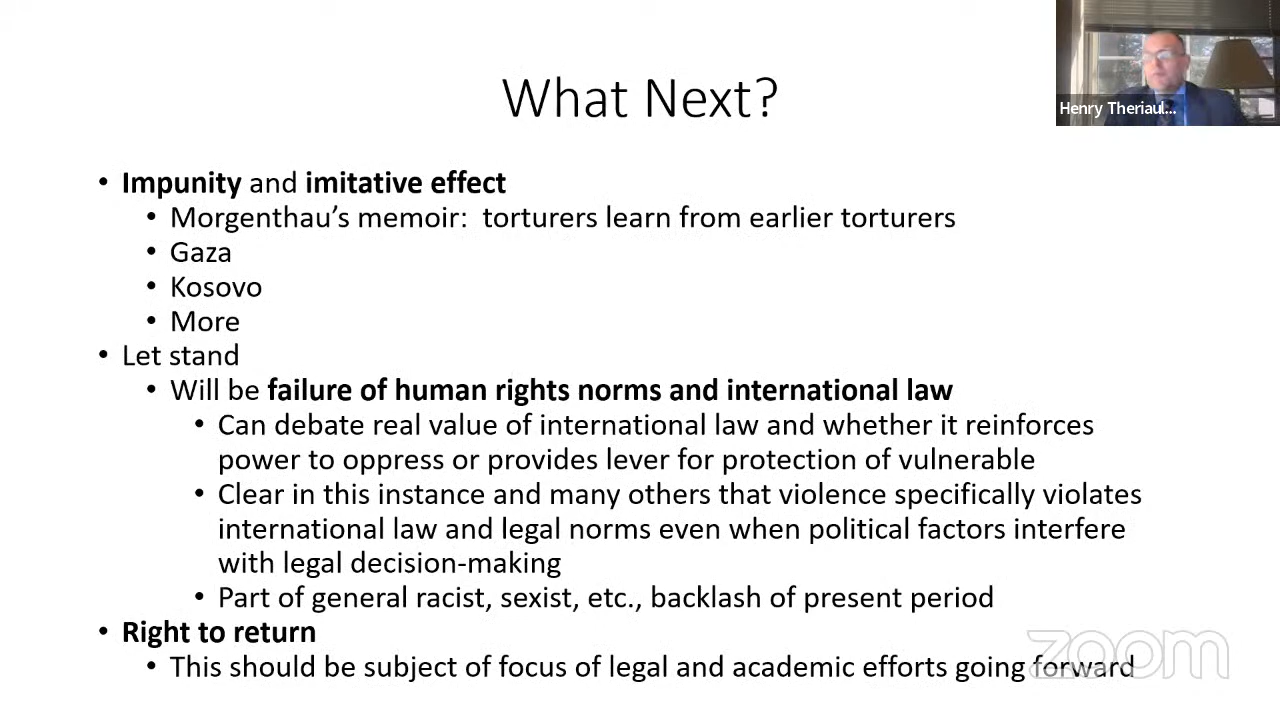 What Next?
Henry Theriaul...
• Impunity and imitative effect
• Morgenthau's memoir:  torturers learn from earlier torturers
• Gaza
• Kosovo
• More
• Let stand
• Will be failure of human rights norms and international law
• Can debate real value of international law and whether it reinforces
power to oppress or provides lever for protection of vulnerable
• Clear in this instance and many others that violence specifically violates
international law and legal norms even when political factors interfere
with legal decision-making
• Part of general racist, sexist, etc., backlash of present period
• Right to return
• This should be subject of focus of legal and academic efforts going forward
zoom